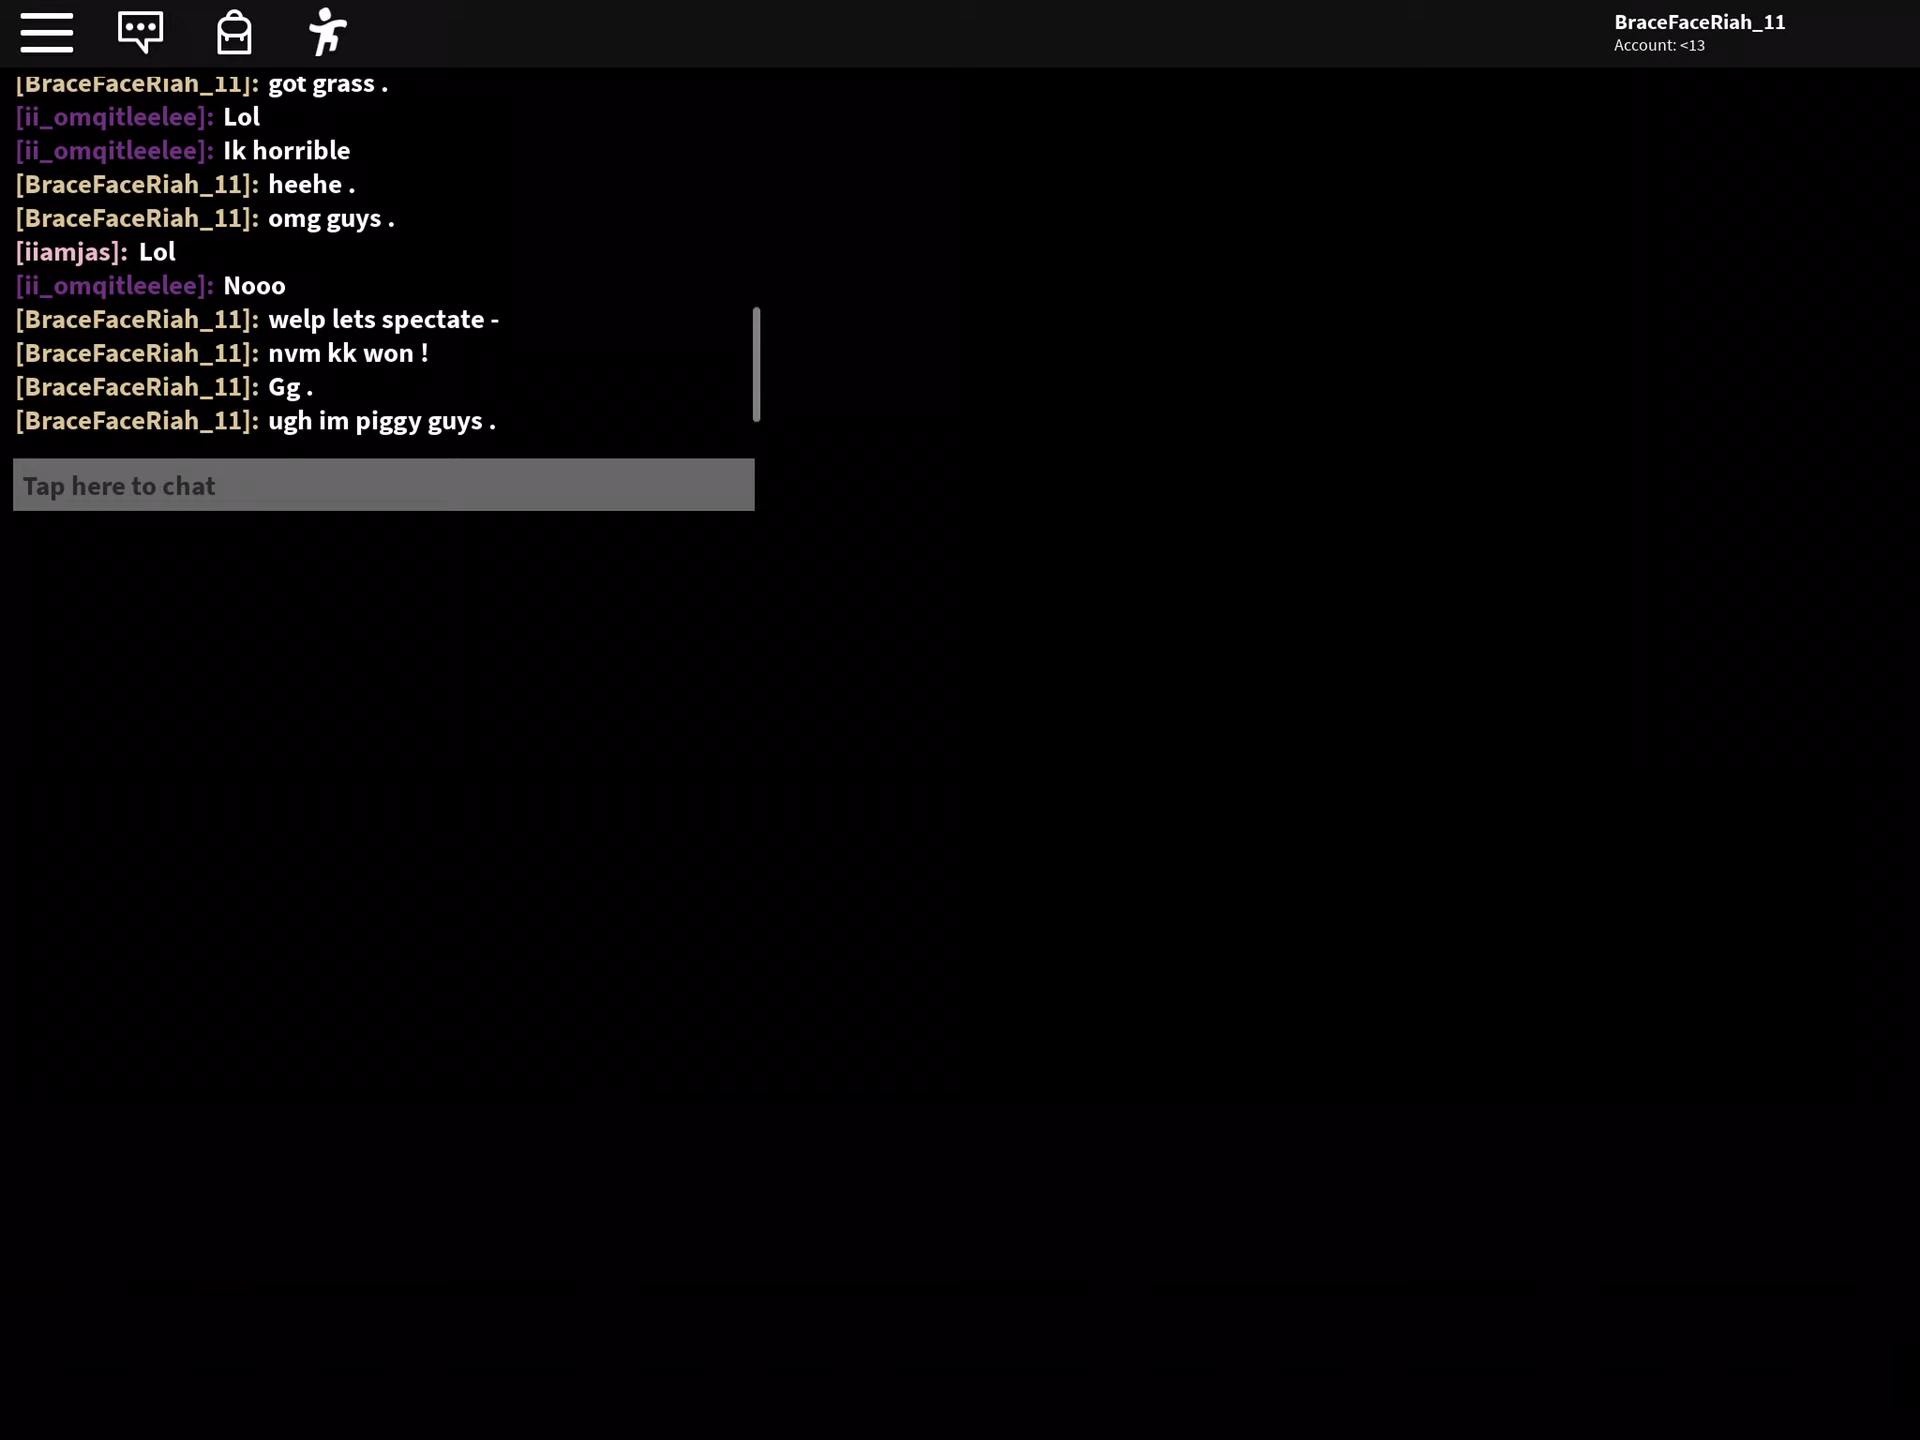 BraceFaceRiah_11
Account: <13
[BraceFaceRiah_11]: got grass .
[ii_omqitleelee]: Lol
[ii_omqitleelee]: Ik horrible
[BraceFaceRiah_11]: heehe .
[BraceFaceRiah_11]: omg guys .
[iiamjas]: Lol
[ii_omqitleelee]: Nooo
[BraceFaceRiah_11]: welp lets spectate -
[BraceFaceRiah_11]: nvm kk won !
[BraceFaceRiah_11]: Gg .
[BraceFaceRiah_11]: ugh im piggy guys .
Tap here to chat